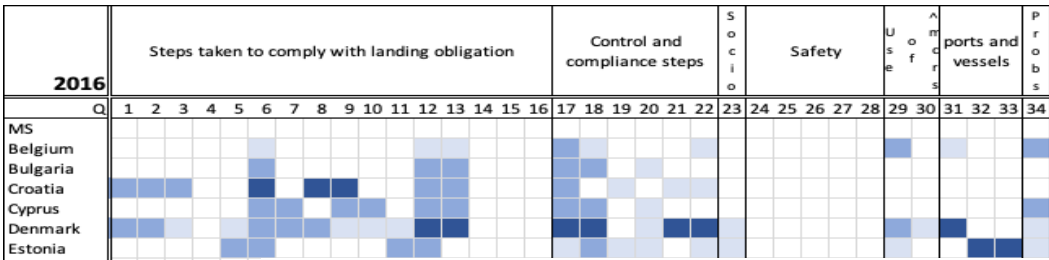 2016
Steps taken to comply with landing obligation
Control and
compliance steps
Socio
Safety
Use of
ports and
vessels
Probs
Q 1 2 3 4 5 6 7 8 9 10 11 12 13 14 15 16 17 18 19 20 21 22 23 24 25 26 27 28 29 30 31 32 33 34
MS
Belgium
Bulgaria
Croatia
Cyprus
Denmark
Estonia